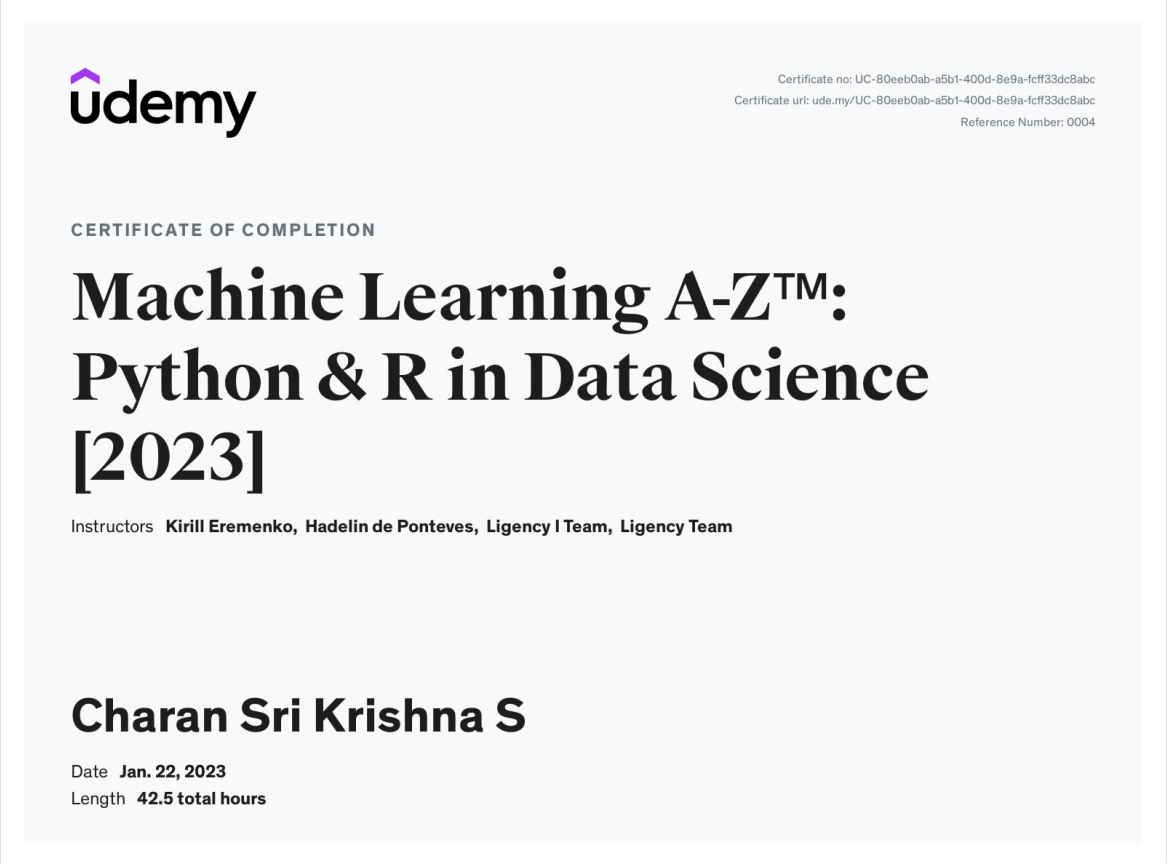 udemy
Certificate no: UC-80eeb0ab-a5b1-400d-8e9a-fcff33dc8abc
Certificate url: ude.my/UC-80eeb0ab-a5b1-400d-8e9a-fcff33dc8abc
Reference Number: 0004
CERTIFICATE OF COMPLETION
Machine Learning A-Z™:
Python & R in Data Science
[2023]
Instructors Kirill Eremenko, Hadelin de Ponteves, Ligency I Team, Ligency Team
Charan Sri Krishna S
Date Jan. 22, 2023
Length 42.5 total hours